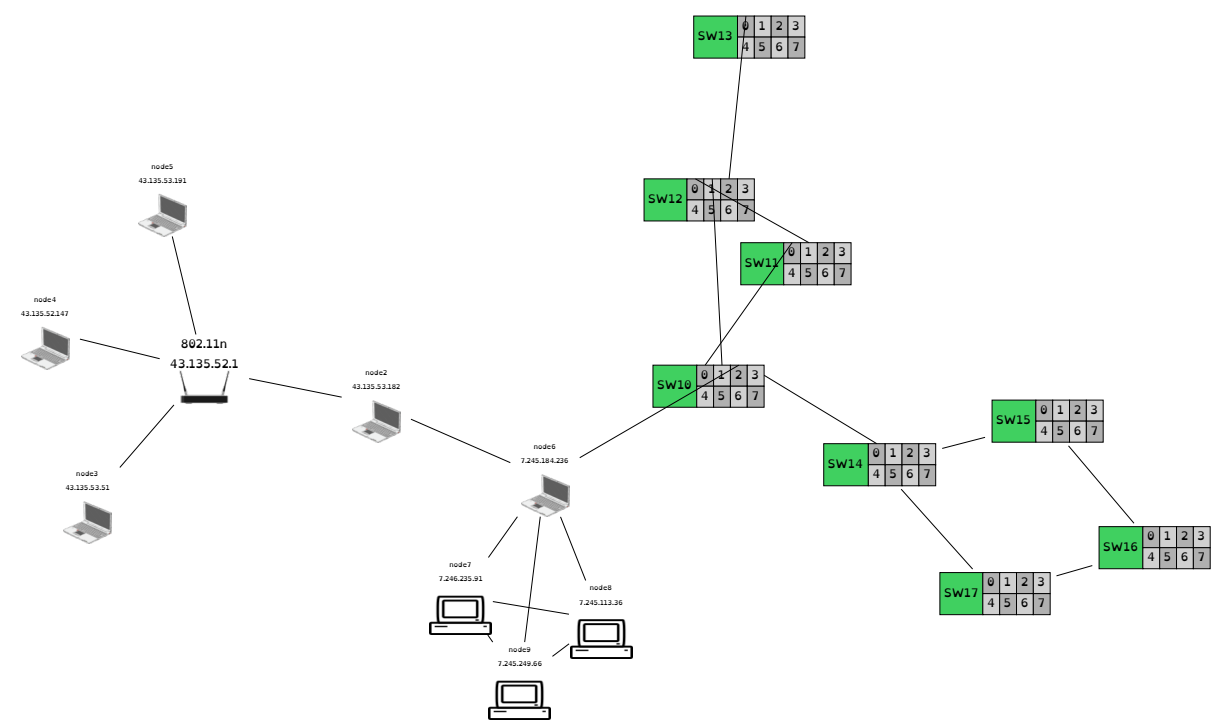 SW13
0 1 2 3
4 5 6 7
node5
43.135.53.191
SW12
0 1 2 3
4 5 6 7
SW11
0 1 2 3
4 5 6 7
node4
43.135.52.147
802.11n
43.135.52.1
node2
43.135.53.182
SW10
0 1 2 3
4 5 6 7
SW15
0 1 2 3
4 5 6 7
node6
7.245.184.236
SW14
0 1 2 3
4 5 6 7
node3
43.135.53.51
SW16
0 1 2 3
4 5 6 7
node7
7.246.235.91
node8
7.245.113.36
SW17
0 1 2 3
4 5 6 7
node9
7.245.249.66